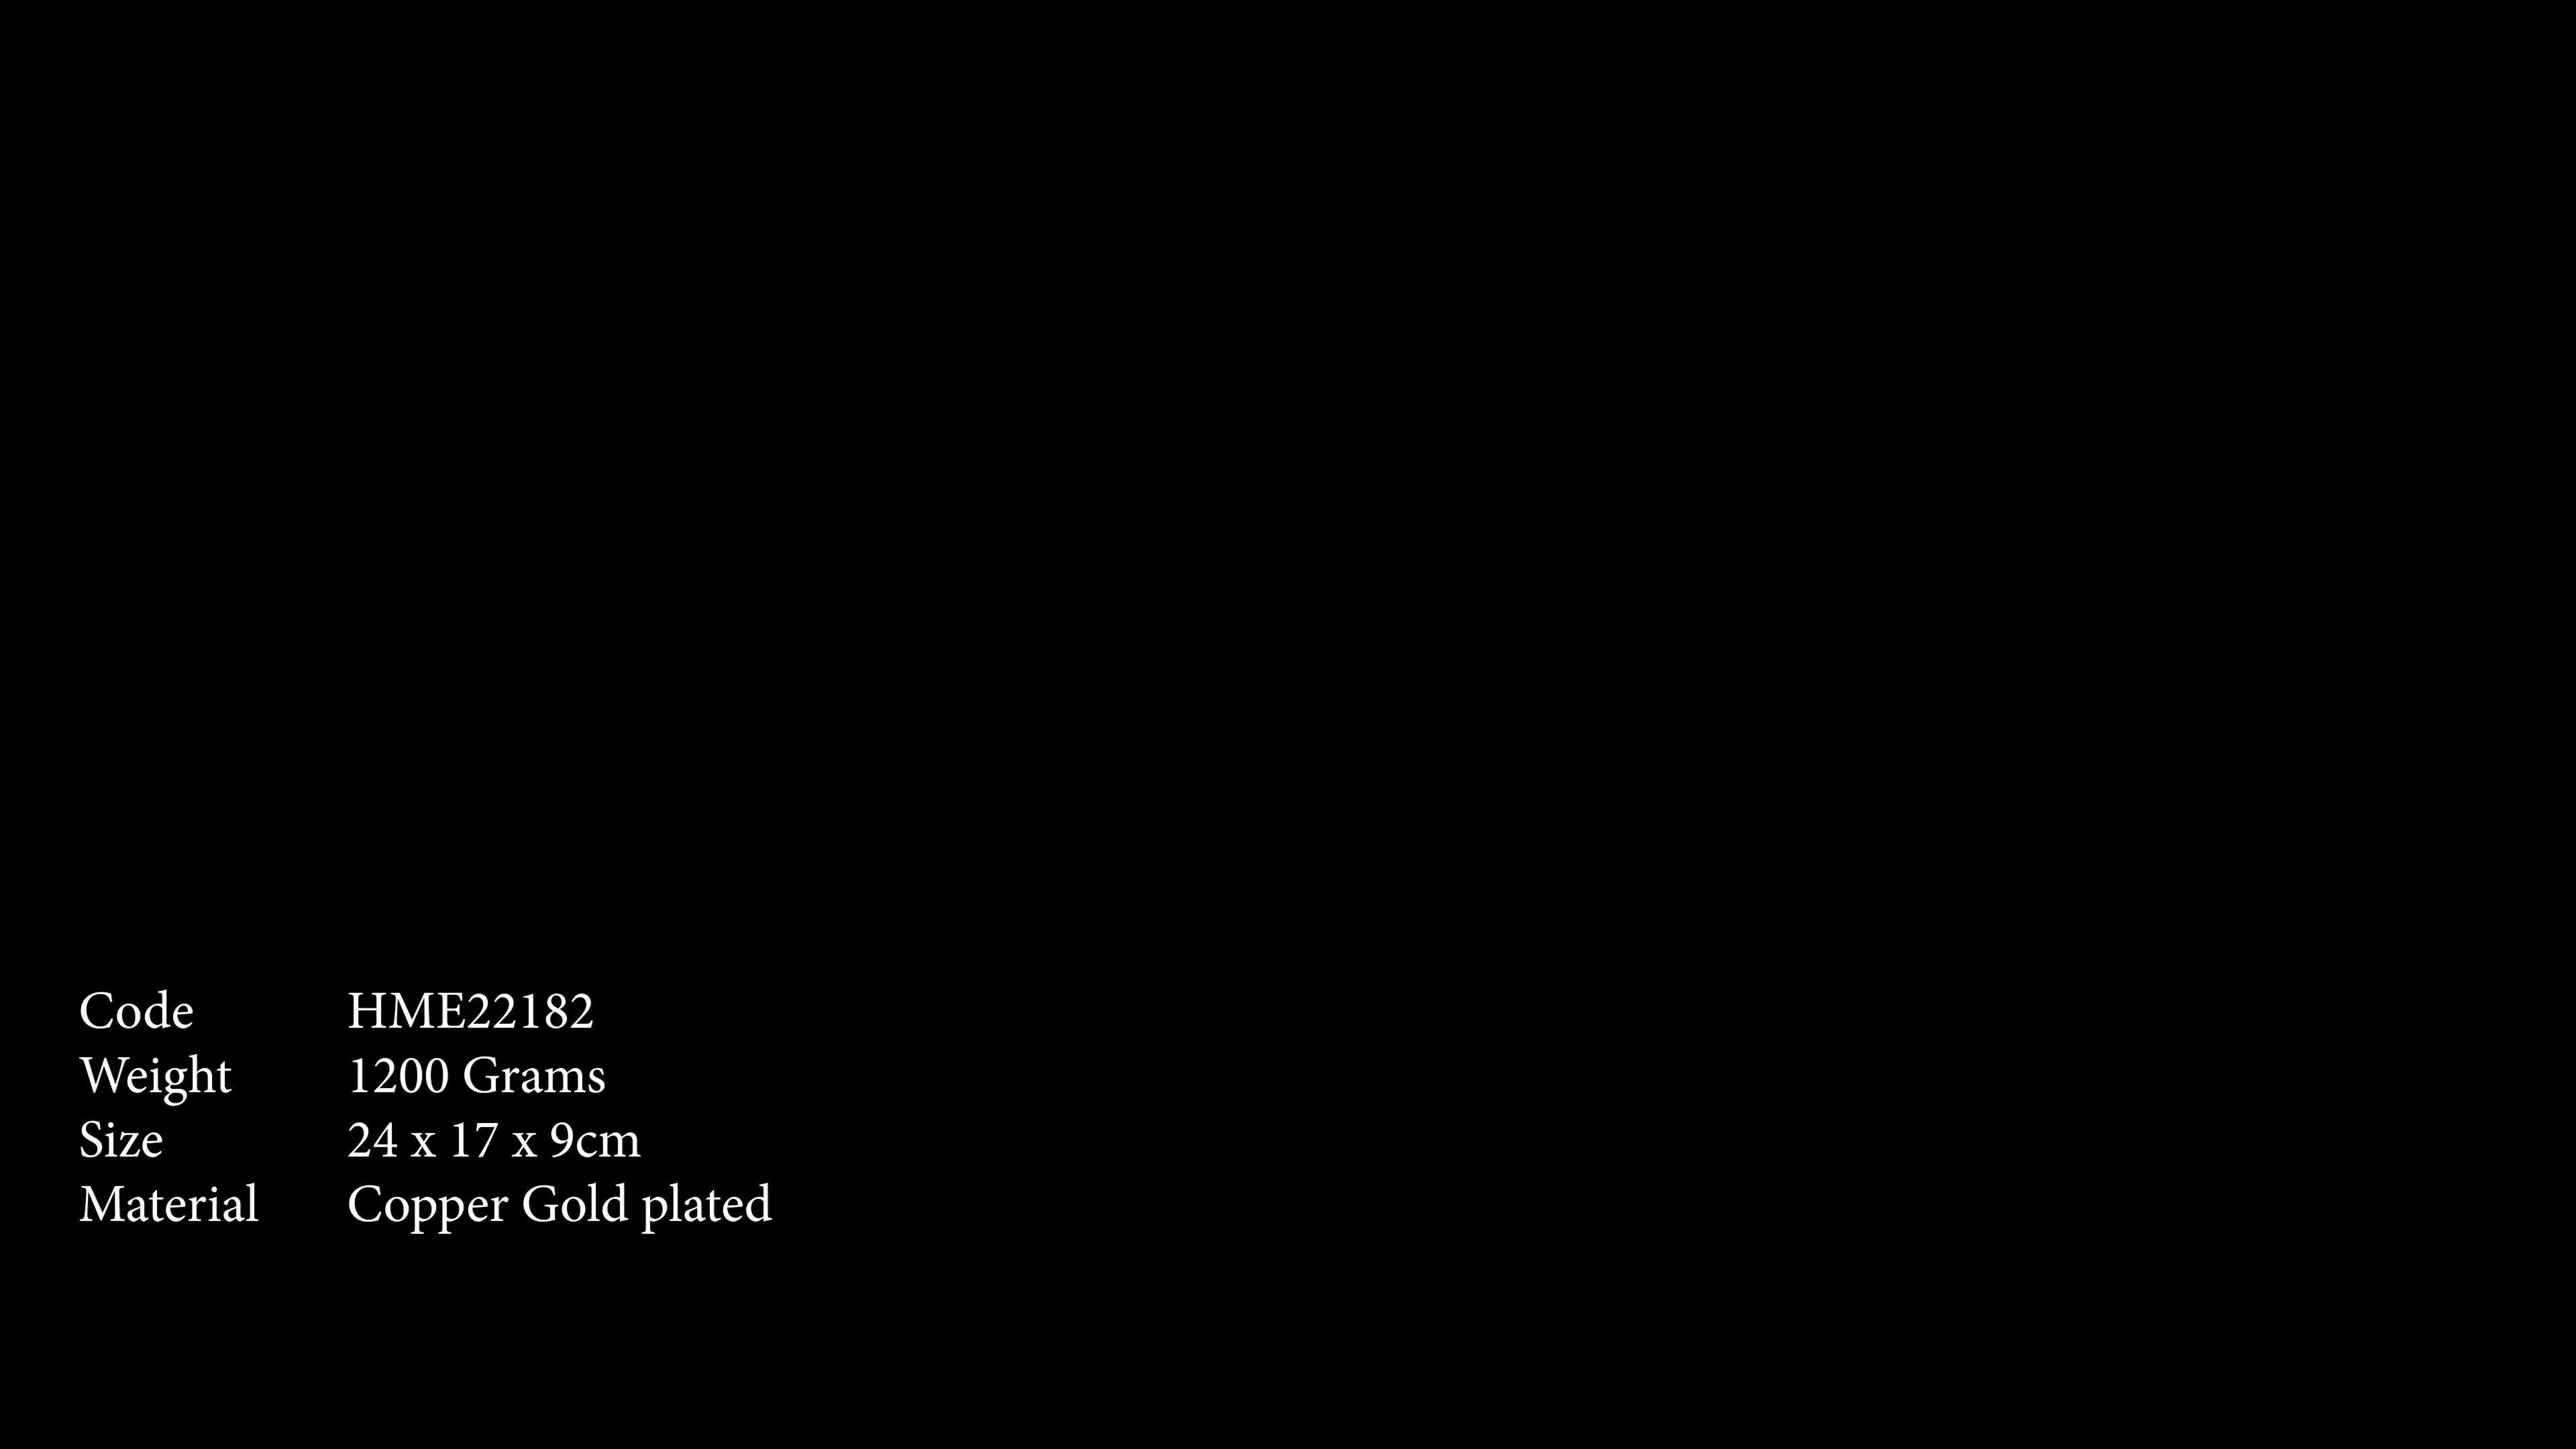 Code HME22182
Weight 1200 Grams
Size 24 x 17 x 9cm
Material Copper Gold plated